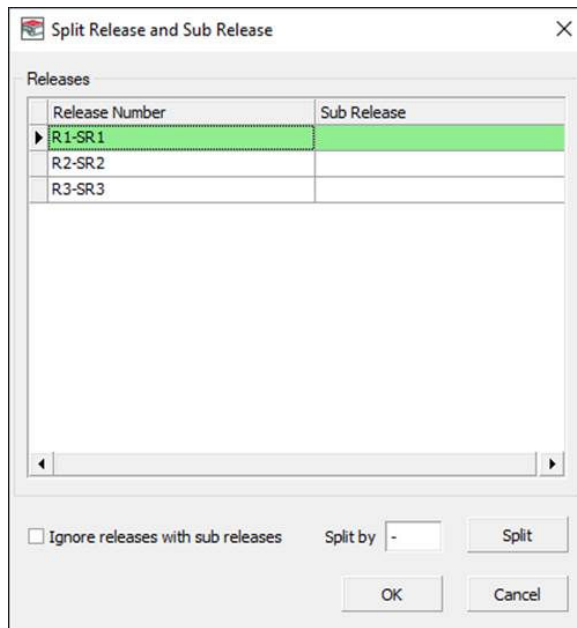 Split Release and Sub Release
Releases
Release Number Sub Release
R1-SR1
R2-SR2
R3-SR3
Ignore releases with sub releases Split by - Split
OK Cancel